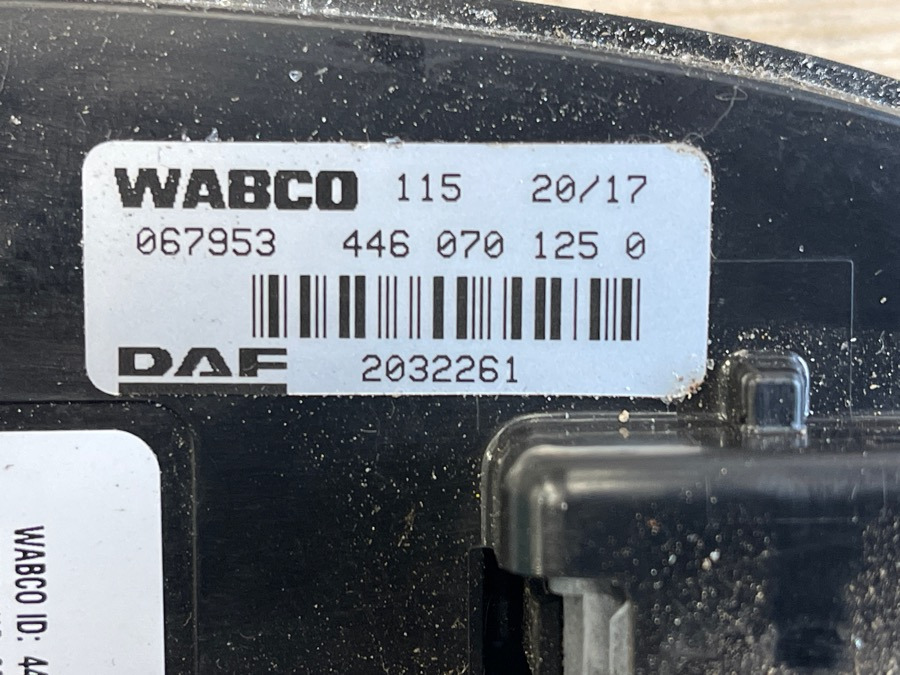 WABCO 115 20/17
067953 446 070 125 0
DAF 2032261
WABCO ID: 44